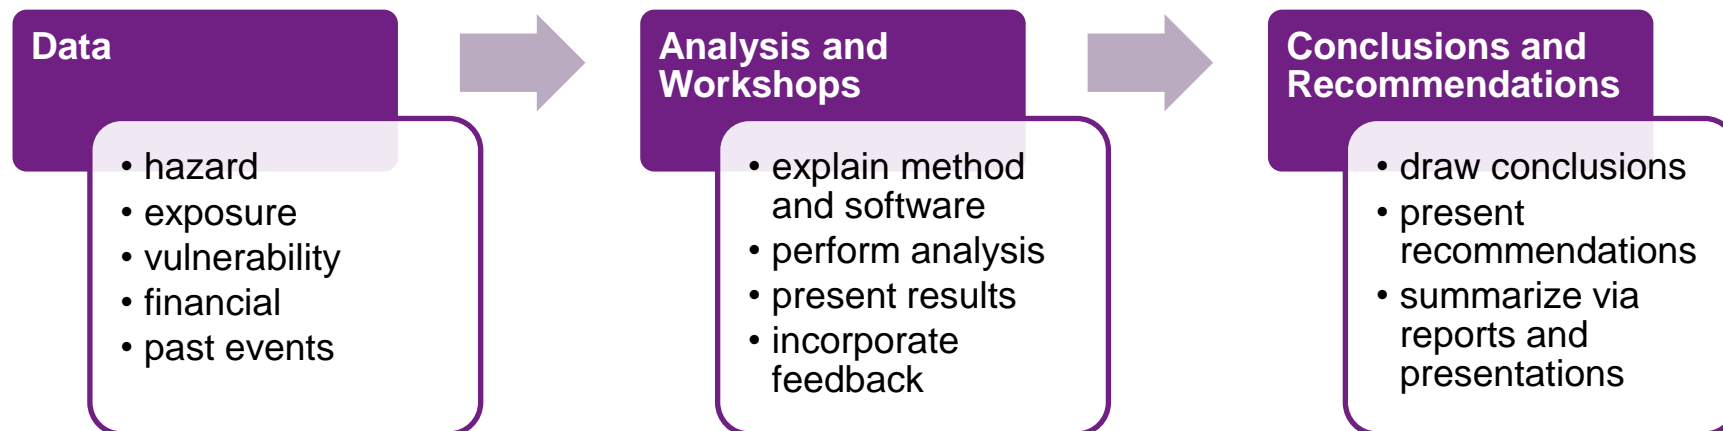 Data
• hazard
• exposure
• vulnerability
• financial
• past events
Analysis and
Workshops
• explain method
and software
• perform analysis
• present results
• incorporate
feedback
Conclusions and
Recommendations
• draw conclusions
• present
recommendations
• summarize via
reports and
presentations